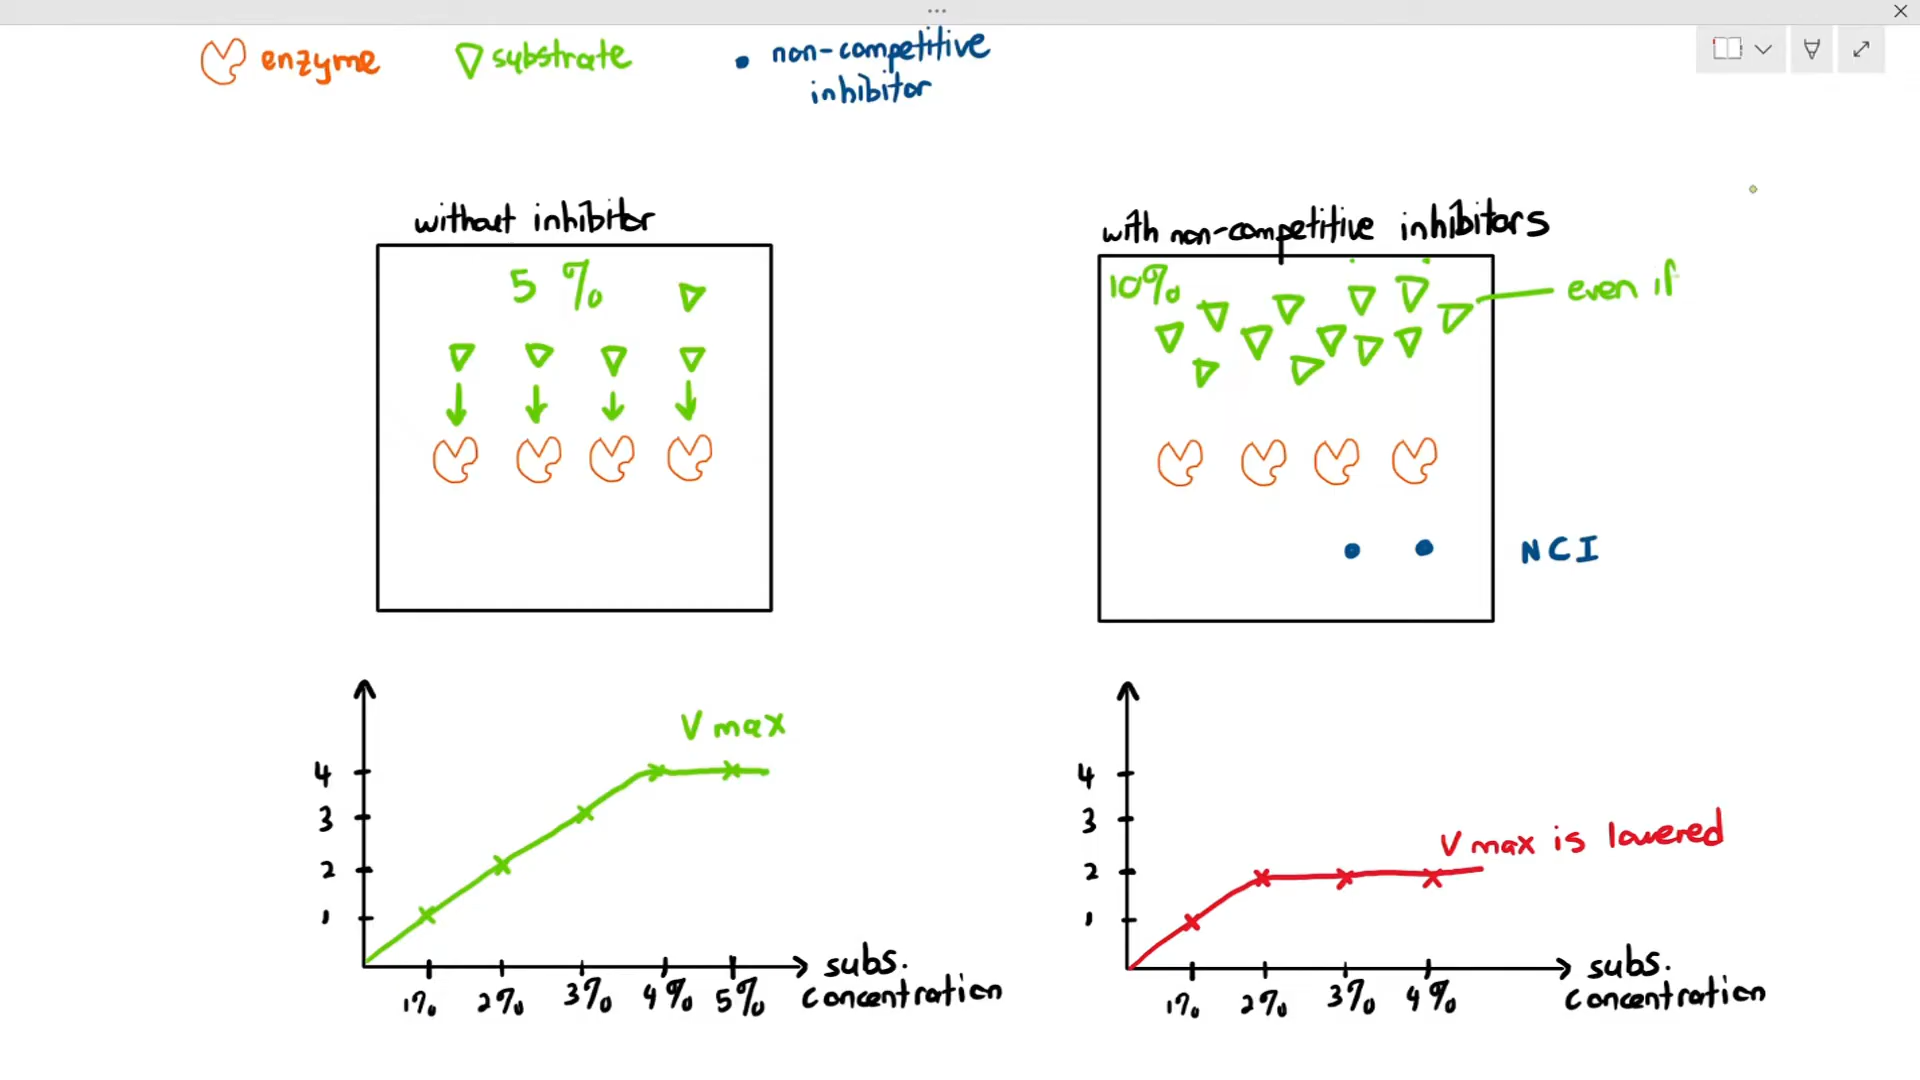 enzyme
substrate
non-competitive
inhibitor
without inhibitor
5 %
with non-competitive inhibitors
10%
even if
NCI
V max
4
3
2
1
1%
2%
3%
4%
5%
subs.
concentration
V max is lowered
4
3
2
1
1%
2%
3%
4%
subs.
concentration